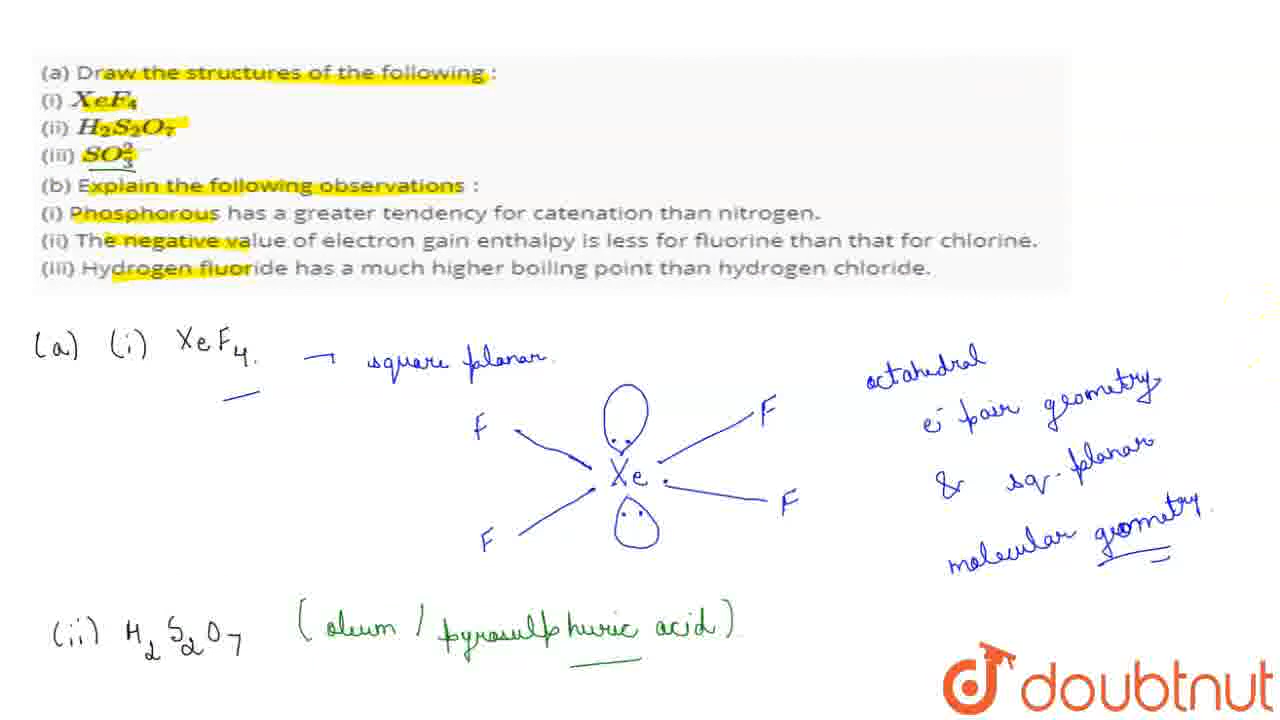 (a) Draw the structures of the following :
(i) XeF₄
(ii) H₂S₂O₇
(iii) SO₃²
(b) Explain the following observations :
(i) Phosphorous has a greater tendency for catenation than nitrogen.
(ii) The negative value of electron gain enthalpy is less for fluorine than that for chlorine.
(iii) Hydrogen fluoride has a much higher boiling point than hydrogen chloride.
(a) (i) XeF₄. → square planar.
octahedral
e⁻ pair geometry
& sq. planar
molecular geometry.
F F
Xe
F F
(ii) H₂S₂O₇ (oleum / pyrosulphuric acid)
doubtnut